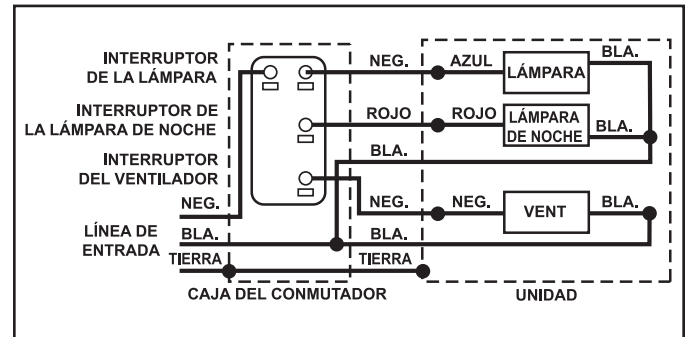 INTERRUPTOR
DE LA LÁMPARA
INTERRUPTOR DE
LA LÁMPARA DE NOCHE
INTERRUPTOR
DEL VENTILADOR
NEG.
LÍNEA DE
ENTRADA
BLA.
TIERRA
CAJA DEL CONMUTADOR
NEG.
ROJO
BLA.
NEG.
BLA.
TIERRA
AZUL
LÁMPARA
BLA.
ROJO
LÁMPARA
DE NOCHE
BLA.
NEG.
VENT
BLA.
UNIDAD